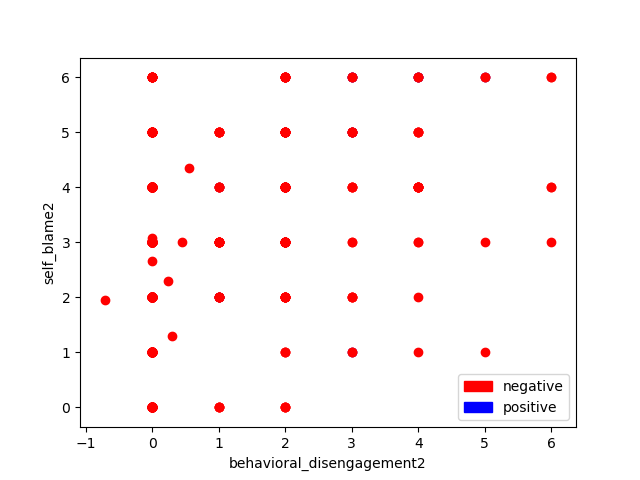 6
5
4
3
2
1
0
self_blame2
−1 0 1 2 3 4 5 6
behavioral_disengagement2
negative
positive